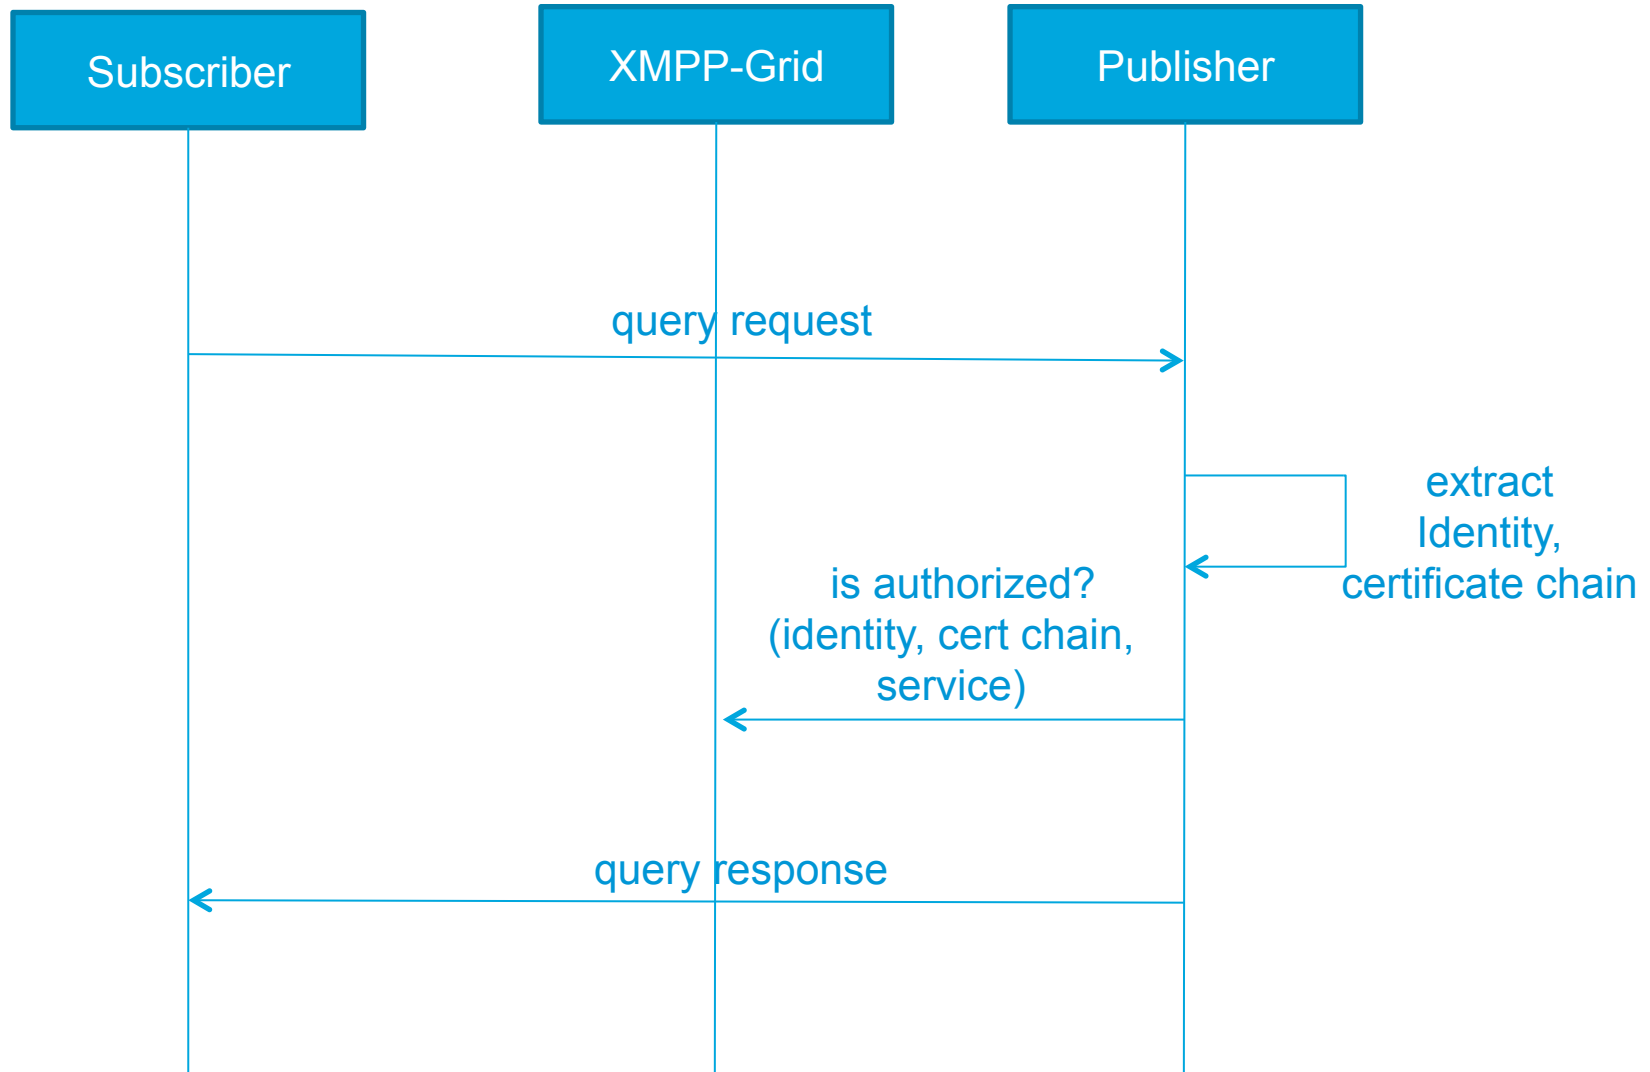 Subscriber
XMPP-Grid
Publisher
query request
extract
Identity,
certificate chain
is authorized?
(identity, cert chain,
service)
query response